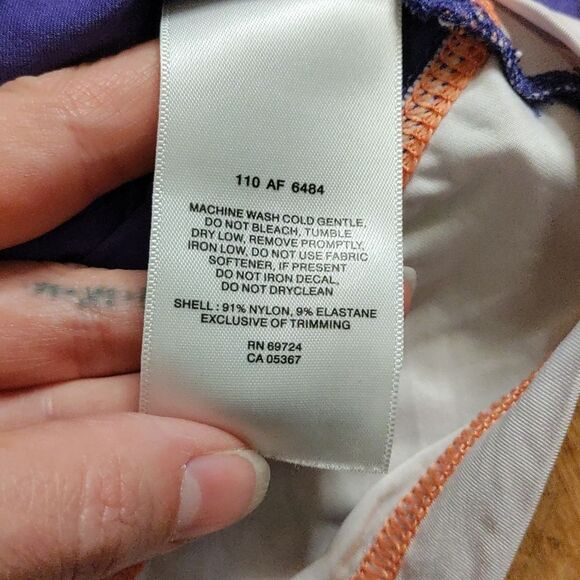 110 AF 6484
MACHINE WASH COLD GENTLE,
DO NOT BLEACH, TUMBLE
DRY LOW, REMOVE PROMPTLY,
IRON LOW, DO NOT USE FABRIC
SOFTENER, IF PRESENT
DO NOT IRON DECAL,
DO NOT DRYCLEAN
SHELL : 91% NYLON, 9% ELASTANE
EXCLUSIVE OF TRIMMING
RN 69724
CA 05367